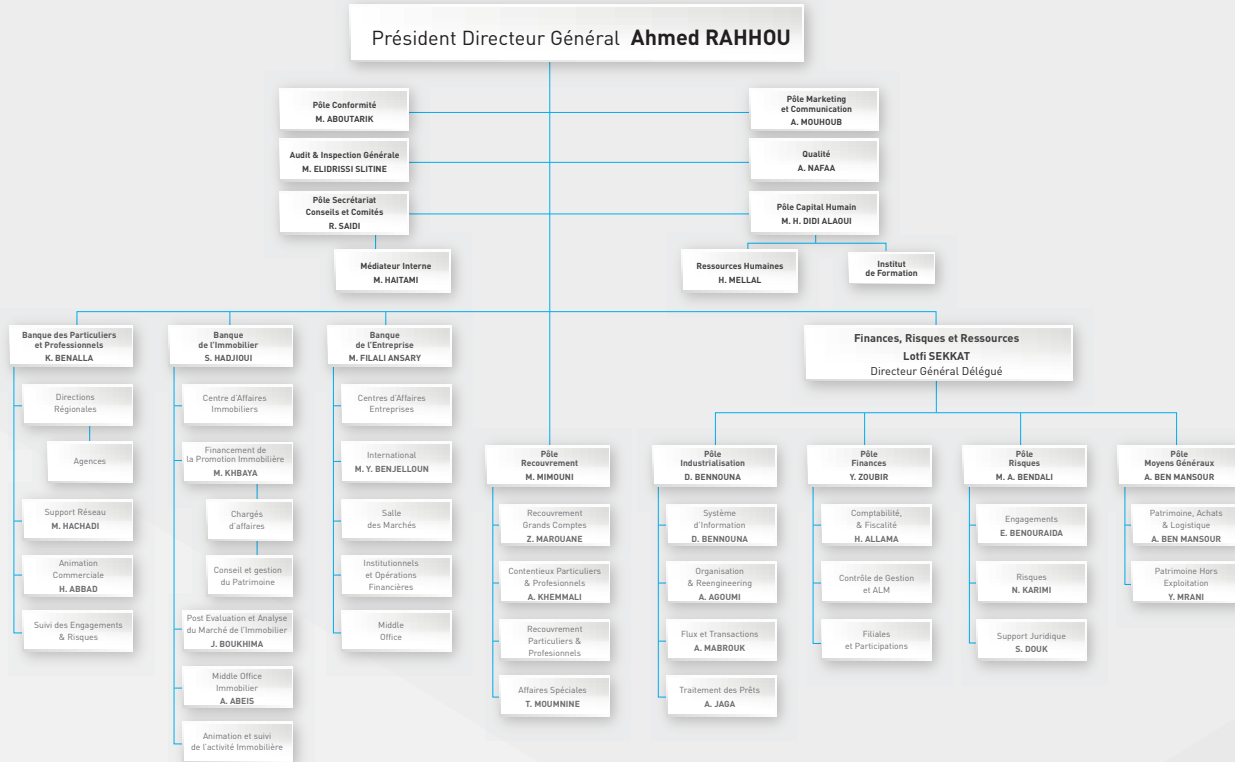 Président Directeur Général Ahmed RAHHOU
Pôle Conformité
M. ABOUTARIK
Pôle Marketing
et Communication
A. MOUHOUB
Audit & Inspection Générale
M. ELIDRISSI SLITINE
Qualité
A. NAFAA
Pôle Secrétariat
Conseils et Comités
R. SAIDI
Pôle Capital Humain
M. H. DIDI ALAOUI
Médiateur Interne
M. HAITAMI
Ressources Humaines
H. MELLAL
Institut
de Formation
Banque des Particuliers
et Professionnels
K. BENALLA
Directions
Régionales
Agences
Support Réseau
M. HACHADI
Animation
Commerciale
H. ABBAD
Suivi des Engagements
& Risques
Banque
de l'Immobilier
S. HADJIOUI
Centre d'Affaires
Immobiliers
Financement de
la Promotion Immobilière
M. KHBAYA
Chargés
d'affaires
Conseil et gestion
du Patrimoine
Post Evaluation et Analyse
du Marché de l'Immobilier
J. BOUKHIMA
Middle Office
Immobilier
A. ABEIS
Animation et suivi
de l'activité Immobilière
Banque
de l'Entreprise
M. FILALI ANSARY
Centres d'Affaires
Entreprises
International
M. Y. BENJELLOUN
Salle
des Marchés
Institutionnels
et Opérations
Financières
Middle
Office
Pôle
Recouvrement
M. MIMOUNI
Recouvrement
Grands Comptes
Z. MAROUANE
Contentieux Particuliers
& Profesionnels
A. KHEMMALI
Recouvrement
Particuliers &
Profesionnels
Affaires Spéciales
T. MOUMNINE
Finances, Risques et Ressources
Lotfi SEKKAT
Directeur Général Délégué
Pôle
Industrialisation
D. BENNOUNA
Système
d'Information
D. BENNOUNA
Organisation
& Reengineering
A. AGOUMI
Flux et Transactions
A. MABROUK
Traitement des Prêts
A. JAGA
Pôle
Finances
Y. ZOUBIR
Comptabilité,
& Fiscalité
H. ALLAMA
Contrôle de Gestion
et ALM
Filiales
et Participations
Pôle
Risques
M. A. BENDALI
Engagements
E. BENOURAIDA
Risques
N. KARIMI
Support Juridique
S. DOUK
Pôle
Moyens Généraux
A. BEN MANSOUR
Patrimoine, Achats
& Logistique
A. BEN MANSOUR
Patrimoine Hors
Exploitation
Y. MRANI